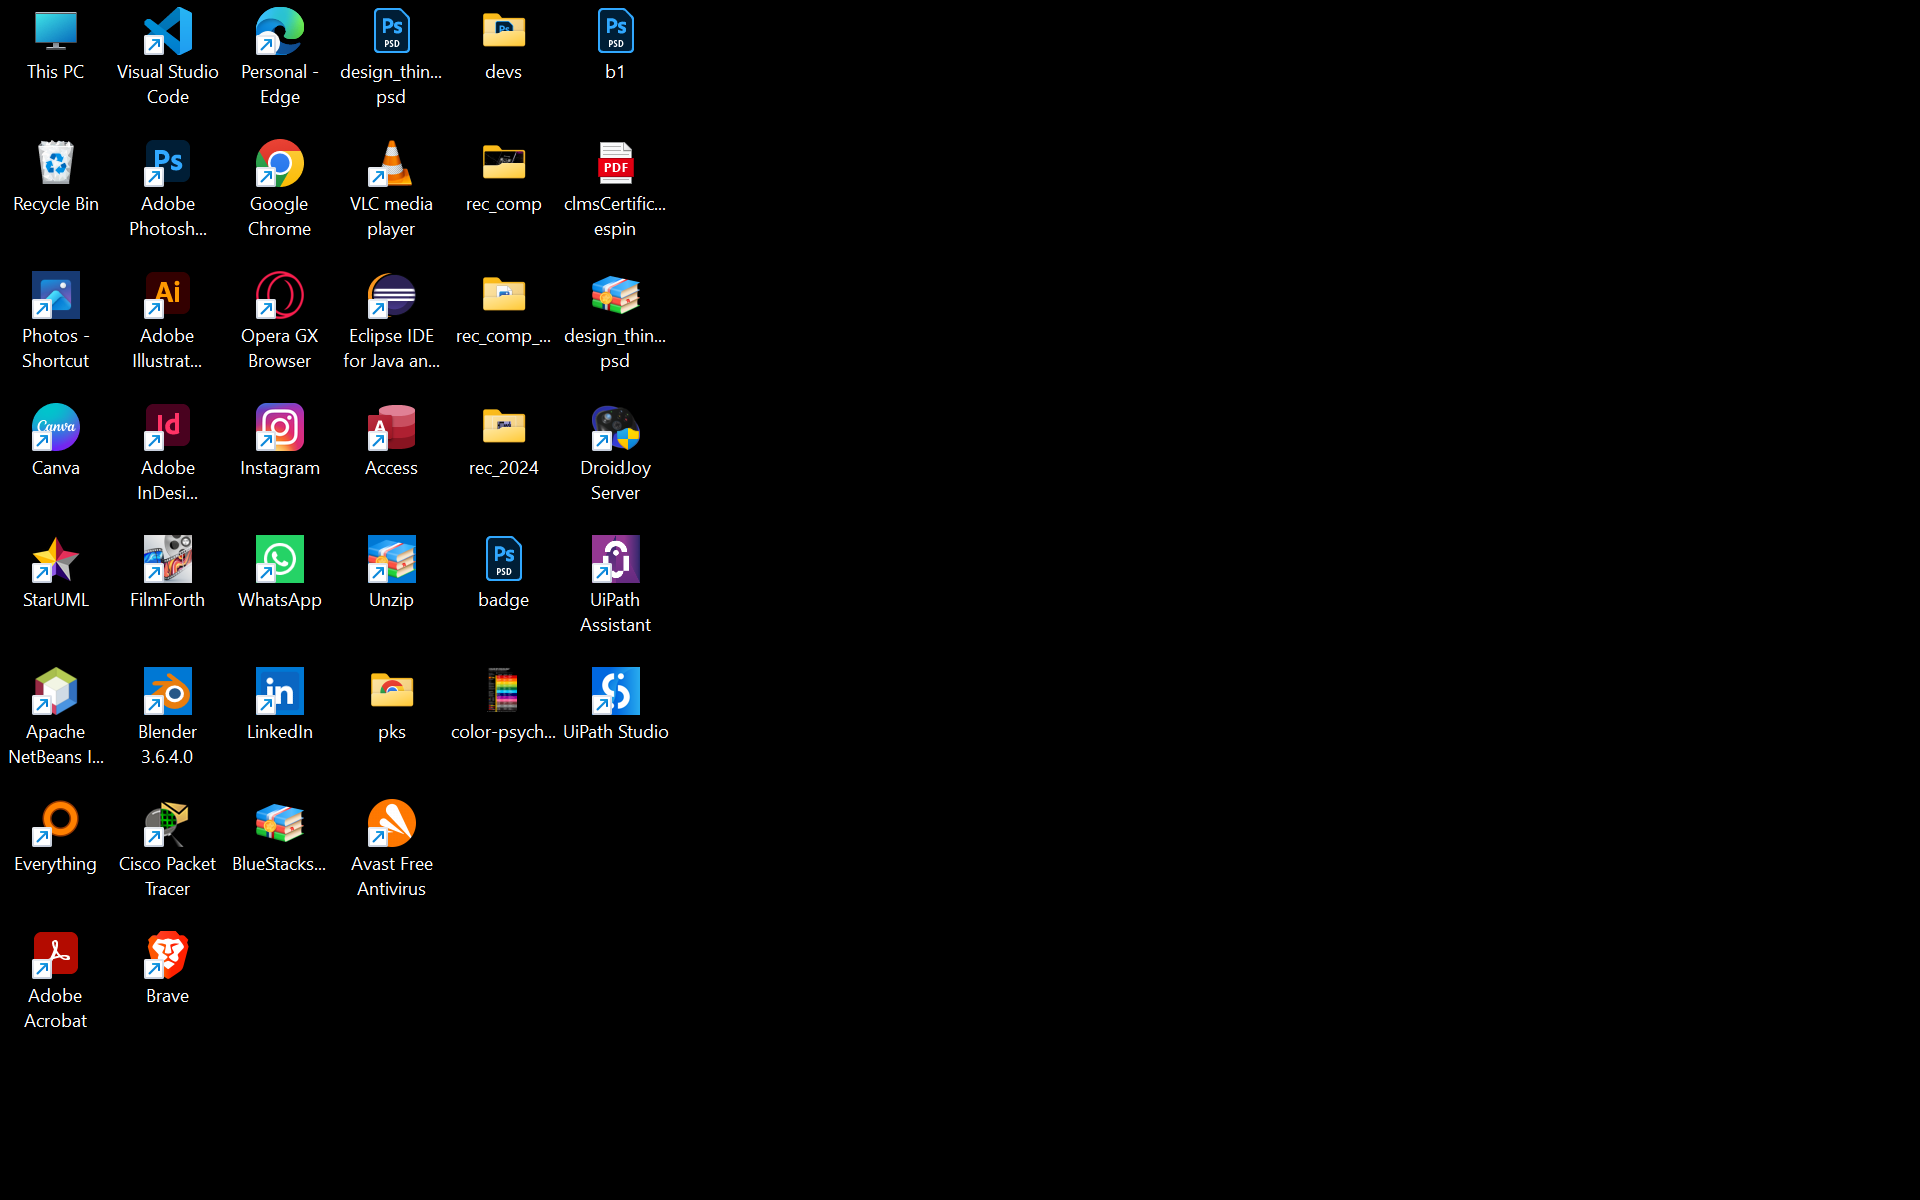 This PC
Visual Studio
Code
Personal -
Edge
design_thin...
psd
devs
b1
Recycle Bin
Adobe
Photosh...
Google
Chrome
VLC media
player
rec_comp
clmsCertific...
espin
Photos -
Shortcut
Adobe
Illustrat...
Opera GX
Browser
Eclipse IDE
for Java an...
rec_comp_...
design_thin...
psd
Canva
Adobe
InDesi...
Instagram
Access
rec_2024
DroidJoy
Server
StarUML
FilmForth
WhatsApp
Unzip
badge
UiPath
Assistant
Apache
NetBeans I...
Blender
3.6.4.0
LinkedIn
pks
color-psych...
UiPath Studio
Everything
Cisco Packet
Tracer
BlueStacks...
Avast Free
Antivirus
Adobe
Acrobat
Brave